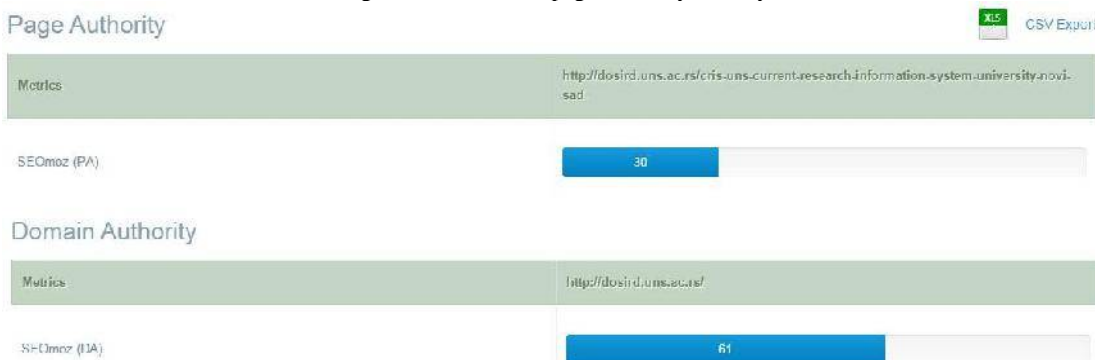 Page Authority
XLS
CSV Export
Metrics
http://dosird.uns.ac.rs/cris-uns-current-research-information-system-university-novi-
sad
SEOmoz (PA)
30
Domain Authority
Metrics
http://dosird.uns.ac.rs/
SEOmoz (DA)
61